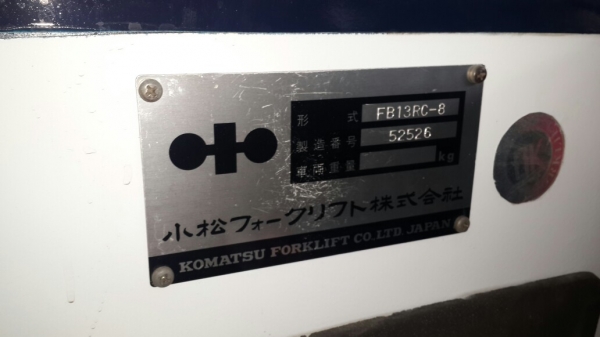 形式 FB13RC-8
製造番号 52526
車両重量 kg
小松フォークリフト株式会社
KOMATSU FORKLIFT CO.,LTD. JAPAN